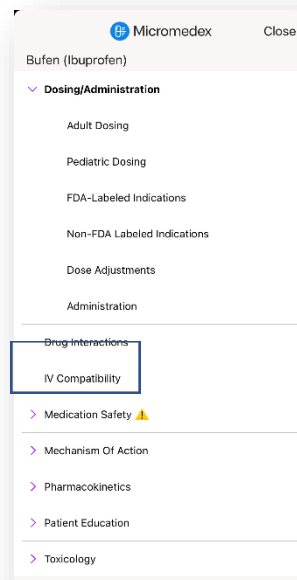 Micromedex Close
Bufen (Ibuprofen)
Dosing/Administration
Adult Dosing
Pediatric Dosing
FDA-Labeled Indications
Non-FDA Labeled Indications
Dose Adjustments
Administration
Drug Interactions
IV Compatibility
Medication Safety
Mechanism Of Action
Pharmacokinetics
Patient Education
Toxicology